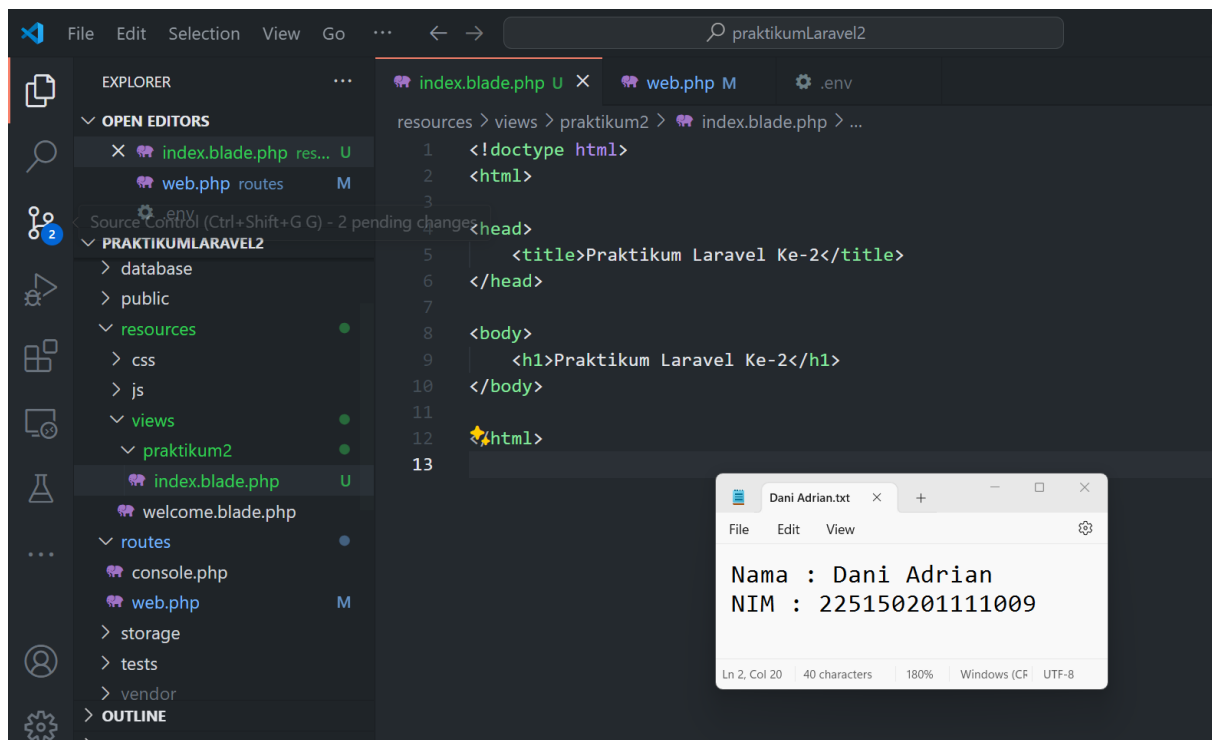 File Edit Selection View Go ··· praktikumLaravel2
EXPLORER ···
OPEN EDITORS
index.blade.php res... U
web.php routes M
.env
Source Control (Ctrl+Shift+G G) - 2 pending changes
2
PRAKTIKUMLARAVEL2
database
public
resources
css
js
views
praktikum2
index.blade.php U
welcome.blade.php
routes
console.php
web.php M
storage
tests
vendor
OUTLINE
index.blade.php U web.php M .env
resources > views > praktikum2 > index.blade.php > ...
1 <!doctype html>
2 <html>
3
4 <head>
5 <title>Praktikum Laravel Ke-2</title>
6 </head>
7
8 <body>
9 <h1>Praktikum Laravel Ke-2</h1>
10 </body>
11
12 </html>
13
Dani Adrian.txt
File Edit View
Nama : Dani Adrian
NIM : 225150201111009
Ln 2, Col 20 40 characters 180% Windows (CF UTF-8